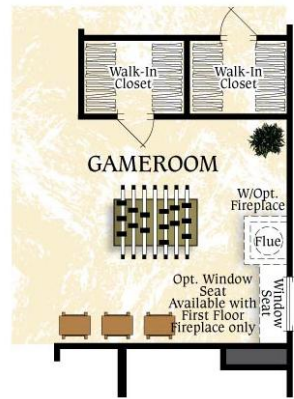 Walk-In
Closet
Walk-In
Closet
GAMEROOM
W/Opt.
Fireplace
Flue
Opt. Window
Seat
Available with
First Floor
Fireplace only
Window
Seat